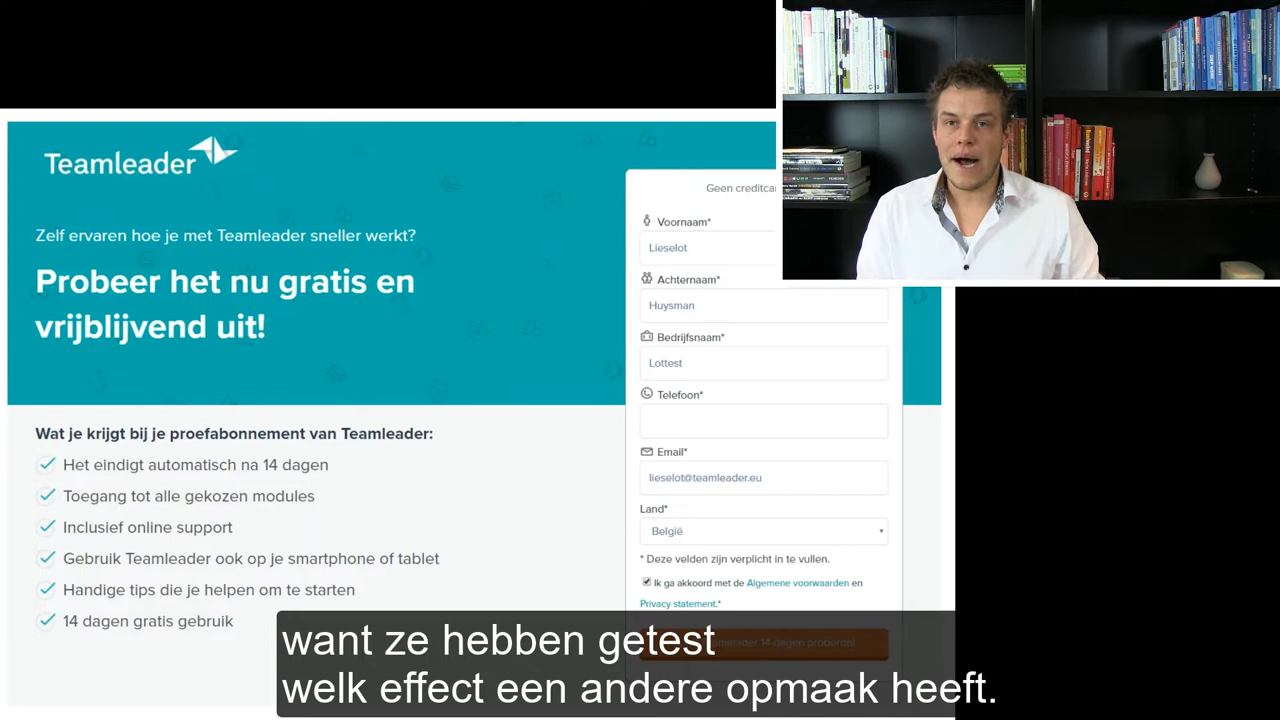 Teamleader
Zelf ervaren hoe je met Teamleader sneller werkt?
Probeer het nu gratis en
vrijblijvend uit!
Wat je krijgt bij je proefabonnement van Teamleader:
Het eindigt automatisch na 14 dagen
Toegang tot alle gekozen modules
Inclusief online support
Gebruik Teamleader ook op je smartphone of tablet
Handige tips die je helpen om te starten
14 dagen gratis gebruik
Geen
Voornaam*
Lieselot
Achternaam*
Huysman
Bedrijfsnaam*
Lottest
Telefoon*
Email*
lieselot@teamleader.eu
Land*
België
* Deze velden zijn verplicht in te vullen.
Ik ga akkoord met de Algemene voorwaarden en
Privacy statement.*
14 dagen proberen!
want ze hebben getest
welk effect een andere opmaak heeft.